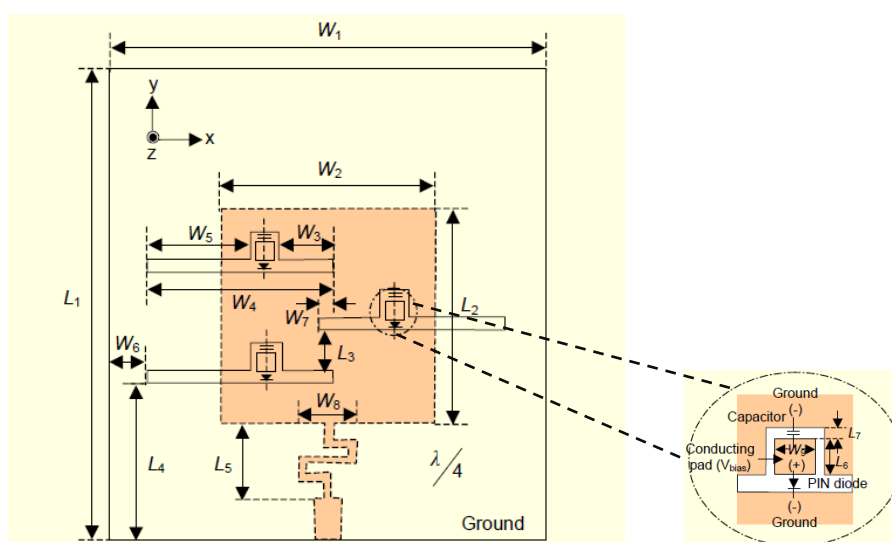 W1
y
x
z
W2
W5
W3
L1
W4
L2
W7
W6
L3
W8
L4
L5
λ/4
Ground
Ground
(-)
Capacitor
L7
Conducting
pad (Vbias)
W9
L6
(+)
PIN diode
(-)
Ground